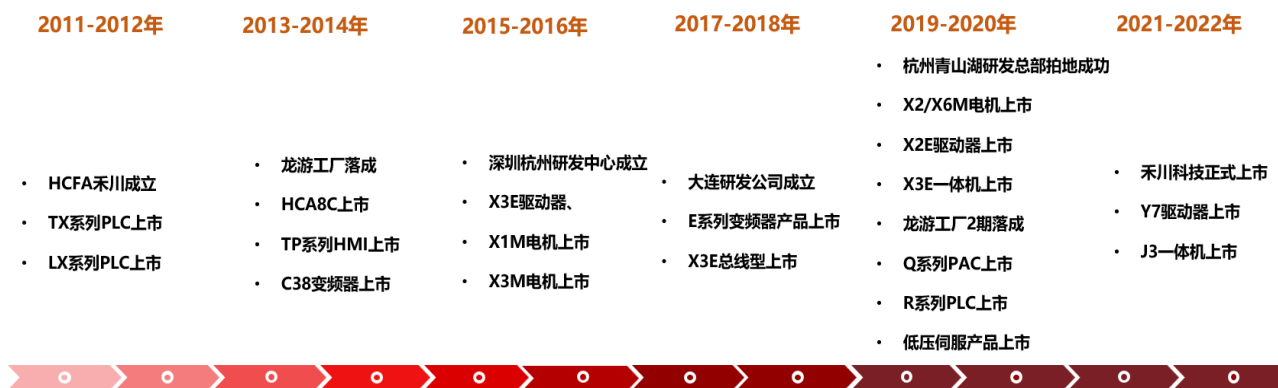 2011-2012年
• HCFA禾川成立
• TX系列PLC上市
• LX系列PLC上市
2013-2014年
• 龙游工厂落成
• HCA8C上市
• TP系列HMI上市
• C38变频器上市
2015-2016年
• 深圳杭州研发中心成立
• X3E驱动器、
• X1M电机上市
• X3M电机上市
2017-2018年
• 大连研发公司成立
• E系列变频器产品上市
• X3E总线型上市
2019-2020年
• 杭州青山湖研发总部拍地成功
• X2/X6M电机上市
• X2E驱动器上市
• X3E一体机上市
• 龙游工厂2期落成
• Q系列PAC上市
• R系列PLC上市
• 低压伺服产品上市
2021-2022年
• 禾川科技正式上市
• Y7驱动器上市
• J3一体机上市